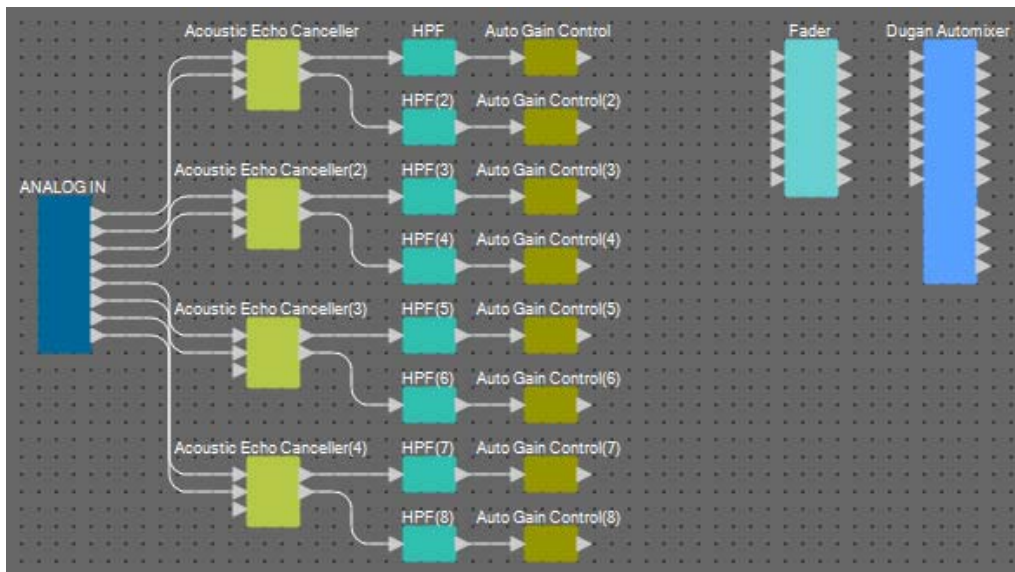 Acoustic Echo Canceller HPF Auto Gain Control Fader Dugan Automixer
HPF(2) Auto Gain Control(2)
Acoustic Echo Canceller(2) HPF(3) Auto Gain Control(3)
ANALOG IN
HPF(4) Auto Gain Control(4)
Acoustic Echo Canceller(3) HPF(5) Auto Gain Control(5)
HPF(6) Auto Gain Control(6)
Acoustic Echo Canceller(4) HPF(7) Auto Gain Control(7)
HPF(8) Auto Gain Control(8)